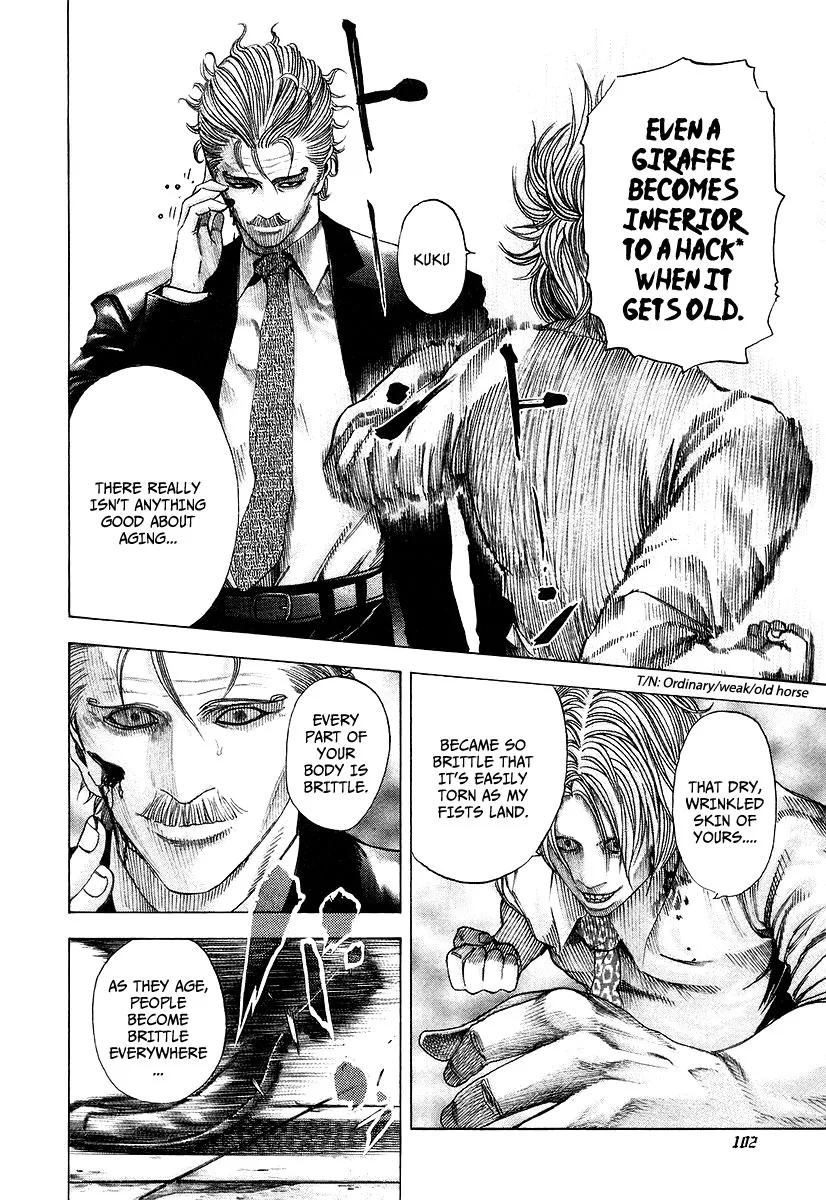 EVEN A
GIRAFFE
BECOMES
INFERIOR
TO A HACK*
WHEN IT
GETS OLD.
KUKU
THERE REALLY
ISN'T ANYTHING
GOOD ABOUT
AGING...
T/N: Ordinary/weak/old horse
THAT DRY,
WRINKLED
SKIN OF
YOURS....
BECAME SO
BRITTLE THAT
IT'S EASILY
TORN AS MY
FISTS LAND.
EVERY
PART OF
YOUR
BODY IS
BRITTLE.
AS THEY AGE,
PEOPLE
BECOME
BRITTLE
EVERYWHERE
...
102